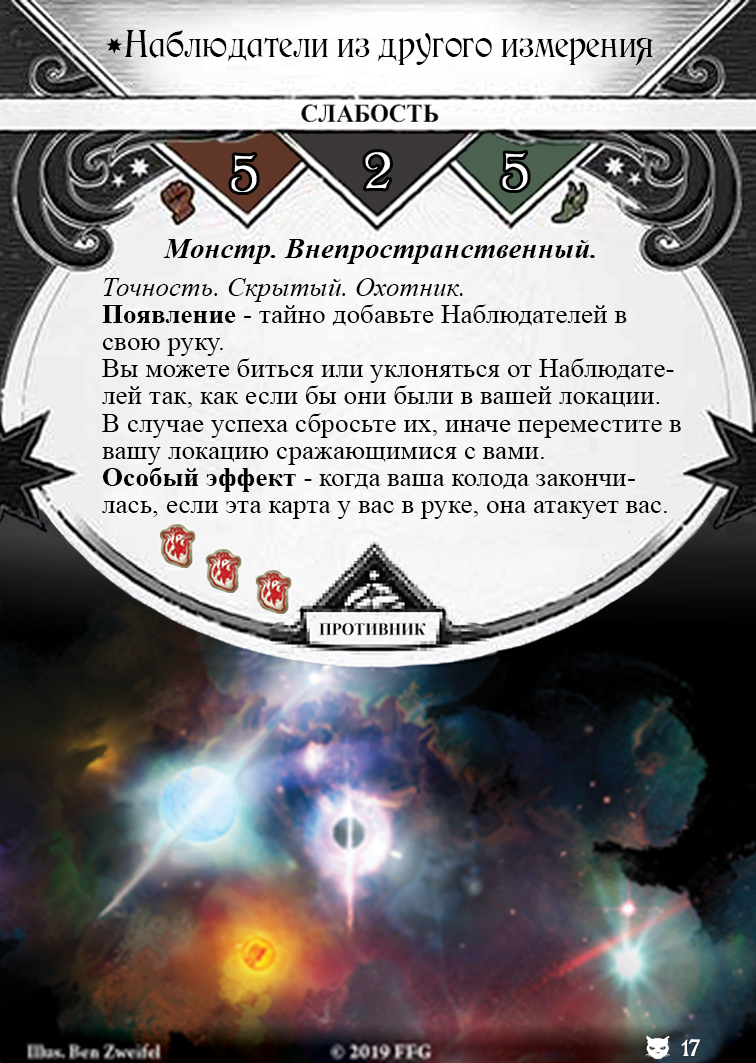 Наблюдатели из другого измерения
СЛАБОСТЬ
5 2 5
Монстр. Внепространственный.
Точность. Скрытый. Охотник.
Появление - тайно добавьте Наблюдателей в
свою руку.
Вы можете биться или уклоняться от Наблюдате-
лей так, как если бы они были в вашей локации.
В случае успеха сбросьте их, иначе переместите в
вашу локацию сражающимися с вами.
Особый эффект - когда ваша колода закончи-
лась, если эта карта у вас в руке, она атакует вас.
ПРОТИВНИК
Illus. Ben Zweifel © 2019 FFG 17